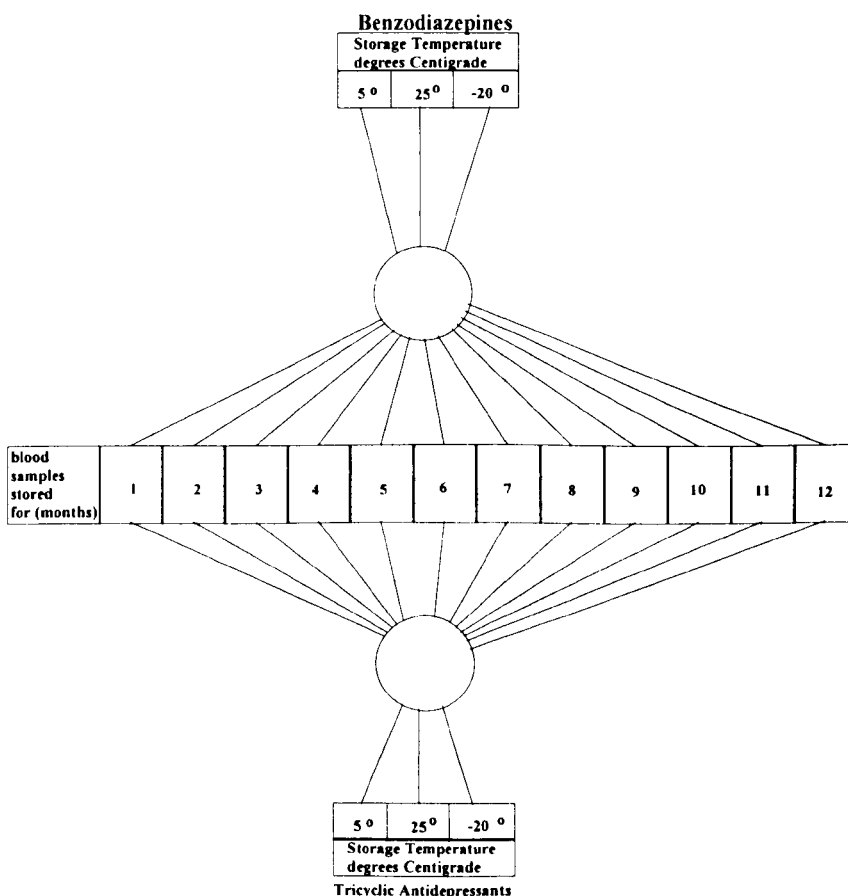 Benzodiazepines
Storage Temperature
degrees Centigrade
5° 25° -20°
blood
samples
stored
for (months)
1 2 3 4 5 6 7 8 9 10 11 12
5° 25° -20°
Storage Temperature
degrees Centigrade
Tricyclic Antidepressants